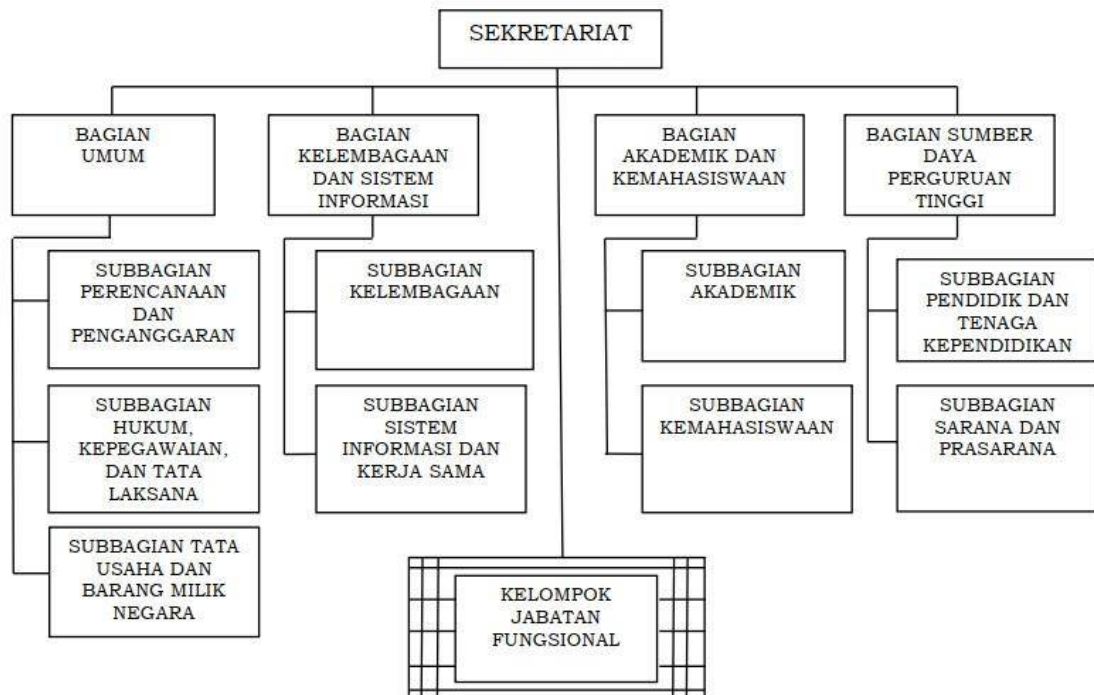 SEKRETARIAT
BAGIAN
UMUM
BAGIAN
KELEMBAGAAN
DAN SISTEM
INFORMASI
BAGIAN
AKADEMIK DAN
KEMAHASISWAAN
BAGIAN SUMBER
DAYA
PERGURUAN
TINGGI
SUBBAGIAN
PERENCANAAN
DAN
PENGANGGARAN
SUBBAGIAN
KELEMBAGAAN
SUBBAGIAN
AKADEMIK
SUBBAGIAN
PENDIDIK DAN
TENAGA
KEPENDIDIKAN
SUBBAGIAN
HUKUM,
KEPEGAWAIAN,
DAN TATA
LAKSANA
SUBBAGIAN
SISTEM
INFORMASI DAN
KERJA SAMA
SUBBAGIAN
KEMAHASISWAAN
SUBBAGIAN
SARANA DAN
PRASARANA
SUBBAGIAN TATA
USAHA DAN
BARANG MILIK
NEGARA
KELOMPOK
JABATAN
FUNGSIONAL